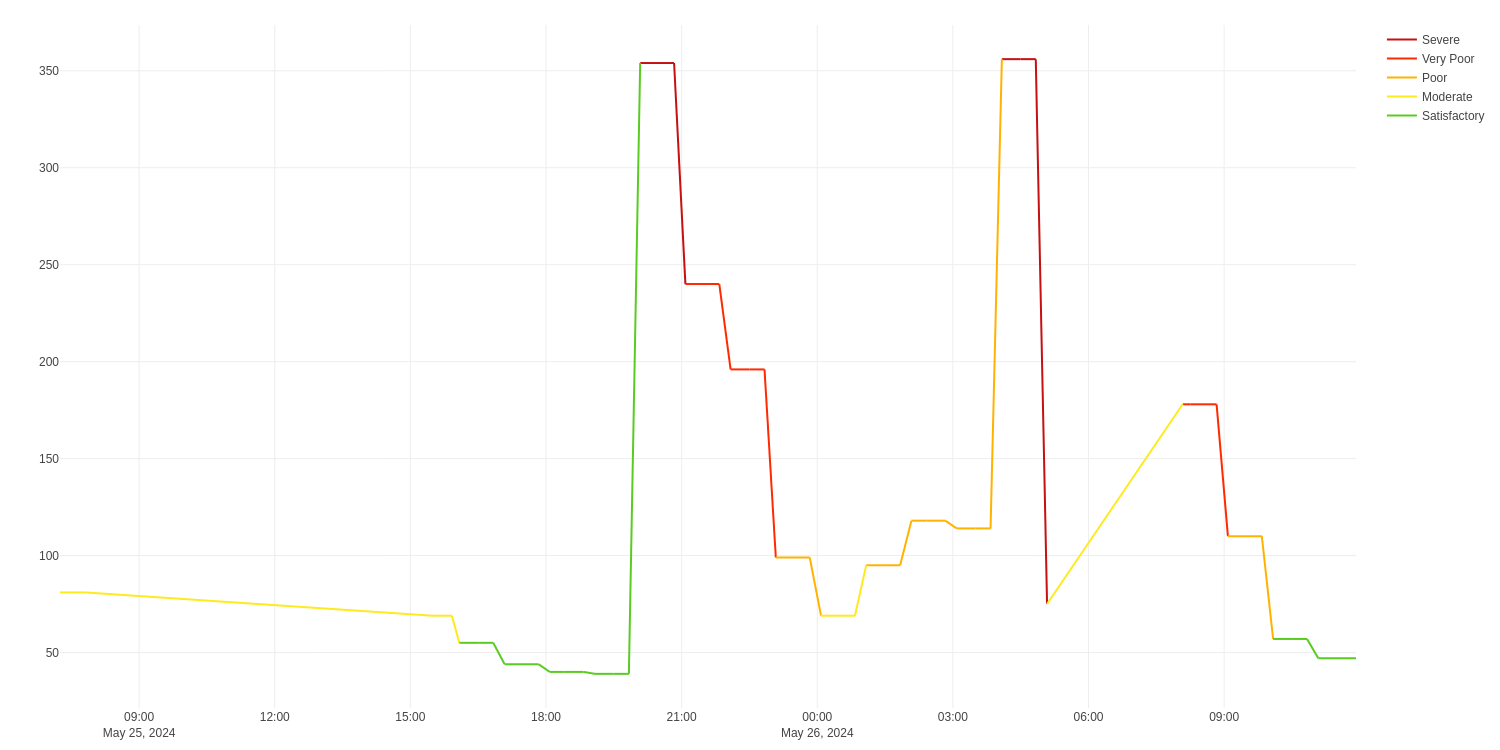 350
300
250
200
150
100
50
09:00
12:00
15:00
18:00
21:00
00:00
03:00
06:00
09:00
May 25, 2024
May 26, 2024
Severe
Very Poor
Poor
Moderate
Satisfactory